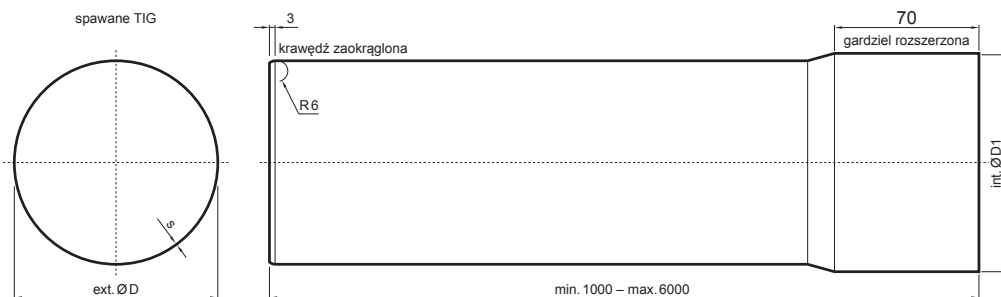 spawane TIG
3
70
krawędź zaokrąglona
gardziel rozszerzona
R6
int. ØD1
s
ext. ØD
min. 1000 – max. 6000